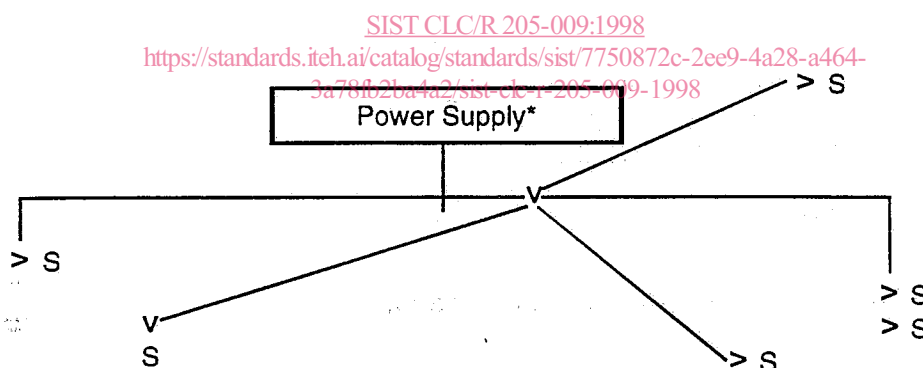 SIST CLC/R 205-009:1998
https://standards.iteh.ai/catalog/standards/sist/7750872c-2ee9-4a28-a464-
3a78fb2ba4a2/sist-clc-r-205-009-1998
> S
Power Supply*
v
> S
> S
v
> S
S
> S